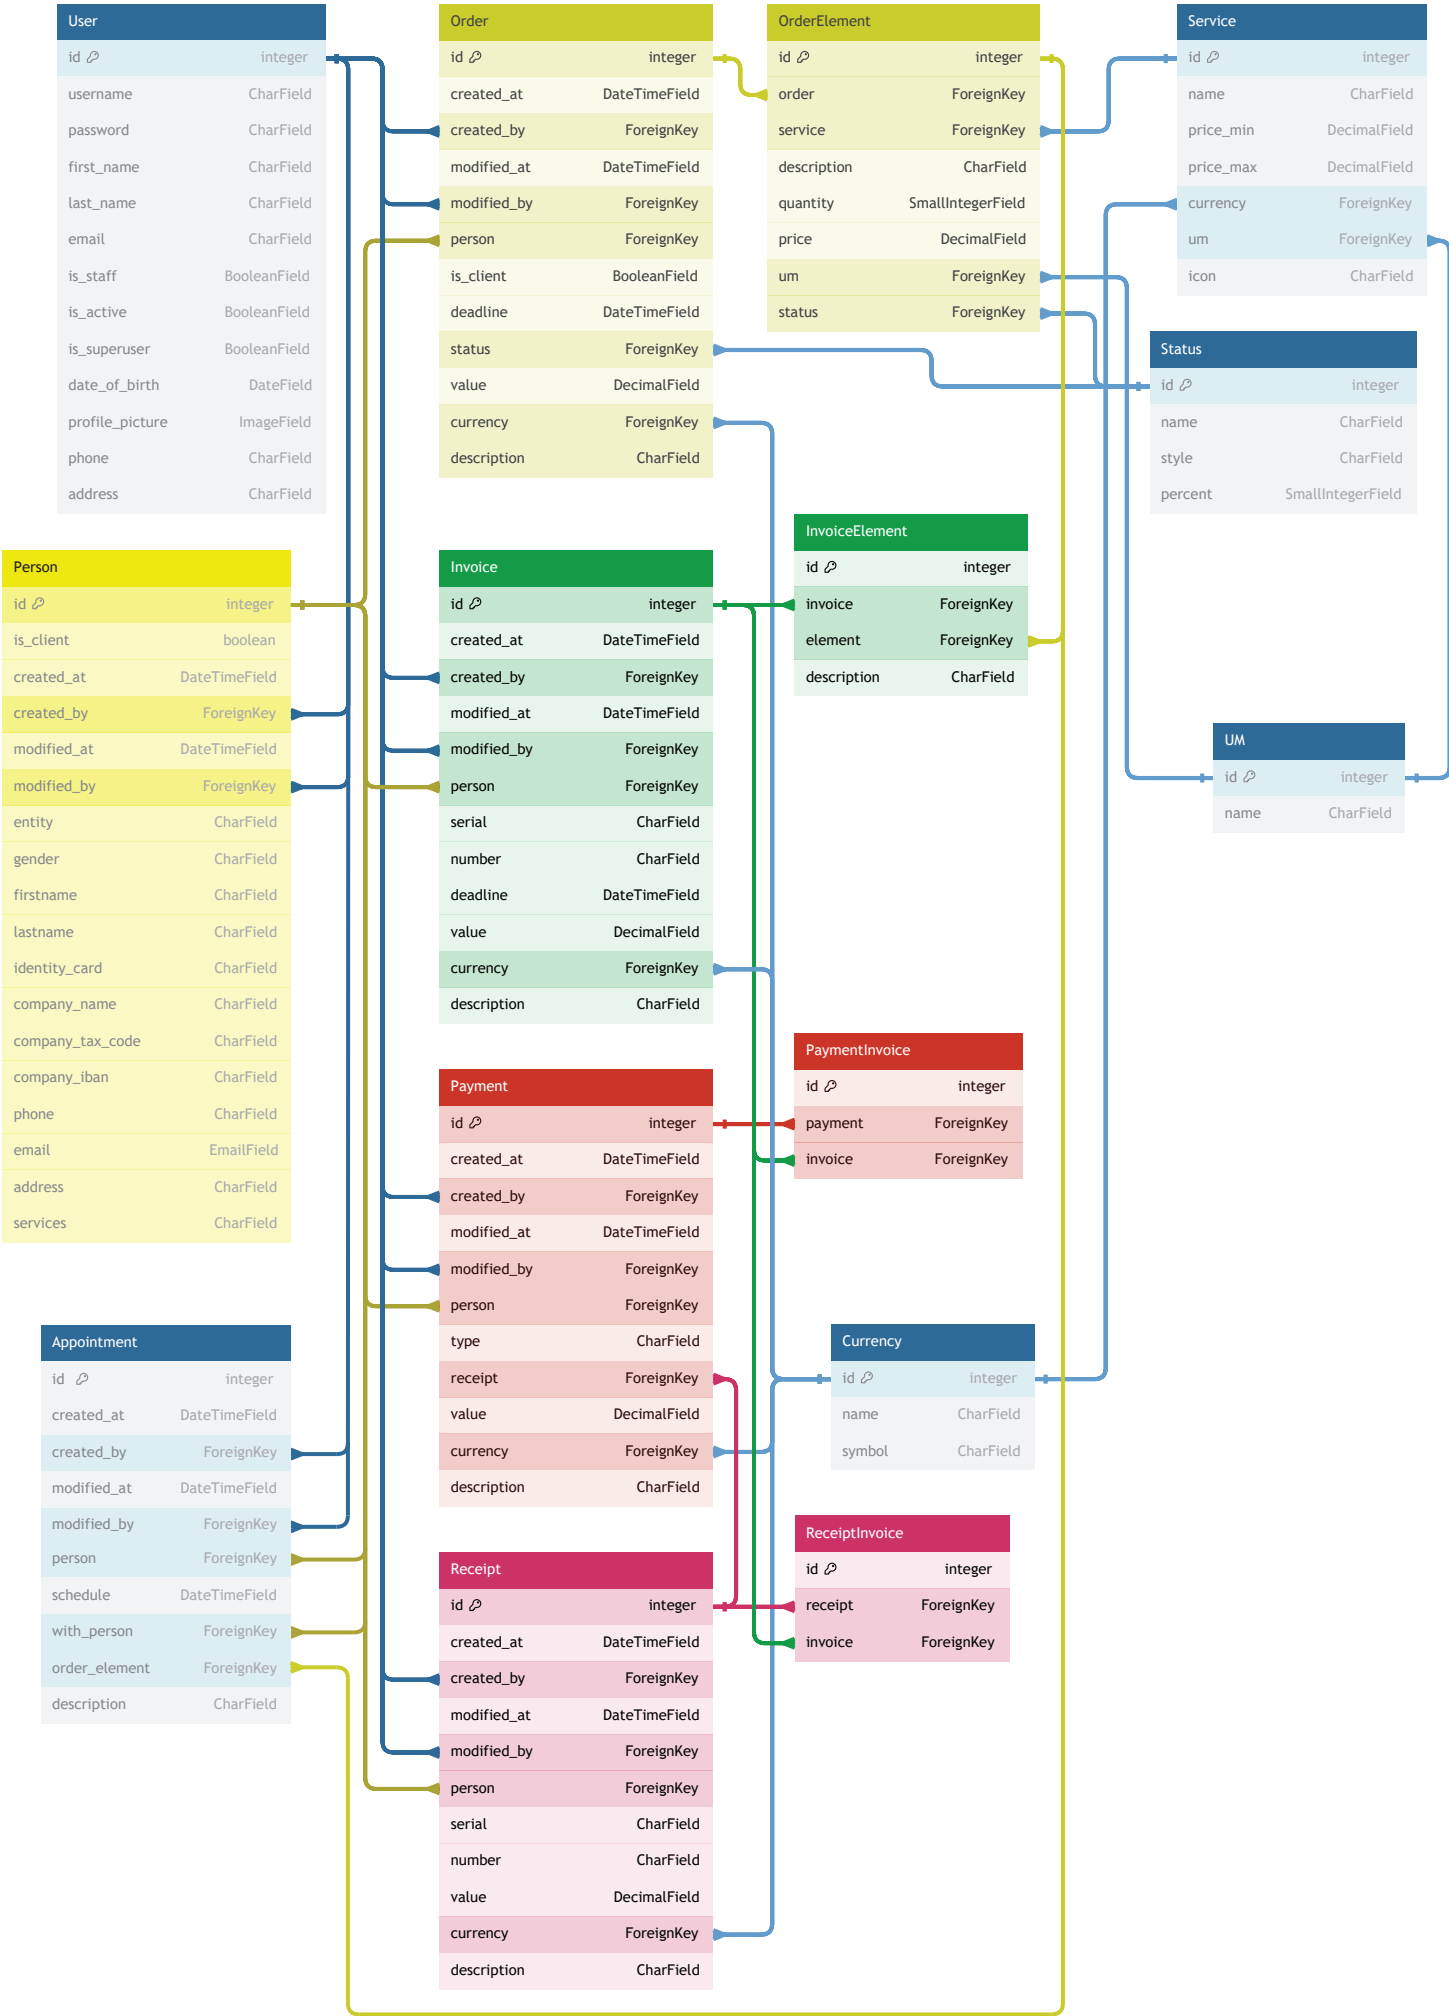 User
id integer
username CharField
password CharField
first_name CharField
last_name CharField
email CharField
is_staff BooleanField
is_active BooleanField
is_superuser BooleanField
date_of_birth DateField
profile_picture ImageField
phone CharField
address CharField
Order
id integer
created_at DateTimeField
created_by ForeignKey
modified_at DateTimeField
modified_by ForeignKey
person ForeignKey
is_client BooleanField
deadline DateTimeField
status ForeignKey
value DecimalField
currency ForeignKey
description CharField
OrderElement
id integer
order ForeignKey
service ForeignKey
description CharField
quantity SmallIntegerField
price DecimalField
um ForeignKey
status ForeignKey
Service
id integer
name CharField
price_min DecimalField
price_max DecimalField
currency ForeignKey
um ForeignKey
icon CharField
Status
id integer
name CharField
style CharField
percent SmallIntegerField
Person
id integer
is_client boolean
created_at DateTimeField
created_by ForeignKey
modified_at DateTimeField
modified_by ForeignKey
entity CharField
gender CharField
firstname CharField
lastname CharField
identity_card CharField
company_name CharField
company_tax_code CharField
company_iban CharField
phone CharField
email EmailField
address CharField
services CharField
Invoice
id integer
created_at DateTimeField
created_by ForeignKey
modified_at DateTimeField
modified_by ForeignKey
person ForeignKey
serial CharField
number CharField
deadline DateTimeField
value DecimalField
currency ForeignKey
description CharField
InvoiceElement
id integer
invoice ForeignKey
element ForeignKey
description CharField
UM
id integer
name CharField
Payment
id integer
created_at DateTimeField
created_by ForeignKey
modified_at DateTimeField
modified_by ForeignKey
person ForeignKey
type CharField
receipt ForeignKey
value DecimalField
currency ForeignKey
description CharField
PaymentInvoice
id integer
payment ForeignKey
invoice ForeignKey
Appointment
id integer
created_at DateTimeField
created_by ForeignKey
modified_at DateTimeField
modified_by ForeignKey
person ForeignKey
schedule DateTimeField
with_person ForeignKey
order_element ForeignKey
description CharField
Currency
id integer
name CharField
symbol CharField
Receipt
id integer
created_at DateTimeField
created_by ForeignKey
modified_at DateTimeField
modified_by ForeignKey
person ForeignKey
serial CharField
number CharField
value DecimalField
currency ForeignKey
description CharField
ReceiptInvoice
id integer
receipt ForeignKey
invoice ForeignKey